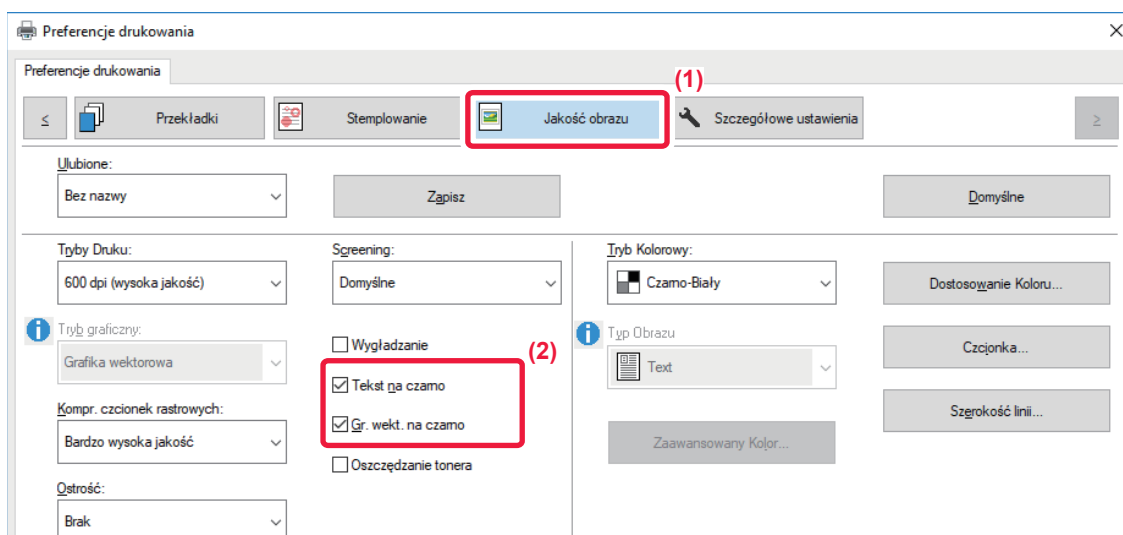 Preferencje drukowania
Preferencje drukowania
(1)
≤ Przekładki Stemplowanie Jakość obrazu Szczegółowe ustawienia ≥
Ulubione:
Bez nazwy Zapisz Domyślne
Tryby Druku: Screening: Tryb Kolorowy:
600 dpi (wysoka jakość) Domyślne Czarno-Biały Dostosowanie Koloru...
Tryb graficzny: Typ Obrazu
Wygładzanie (2) Czcjonka...
Grafika wektorowa Text
Tekst na czarno
Kompr. czcionek rastrowych: Szerokość linii...
Gr. wekt. na czarno
Bardzo wysoka jakość Zaawansowany Kolor...
Oszczędzanie tonera
Ostrość:
Brak